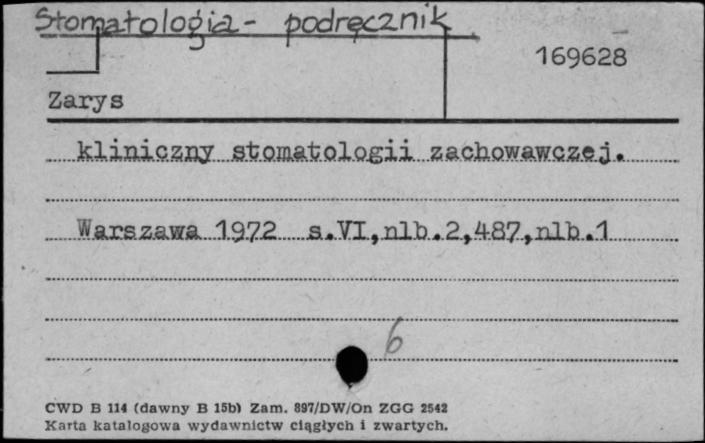 Stomatologia - podręcznik
169628
Zarys
kliniczny stomatologii zachowawczej.
Warszawa 1972 s.VI,nlb.2,487,nlb.1
6
CWD B 114 (dawny B 15b) Zam. 897/DW/On ZGG 2542
Karta katalogowa wydawnictw ciągłych i zwartych.